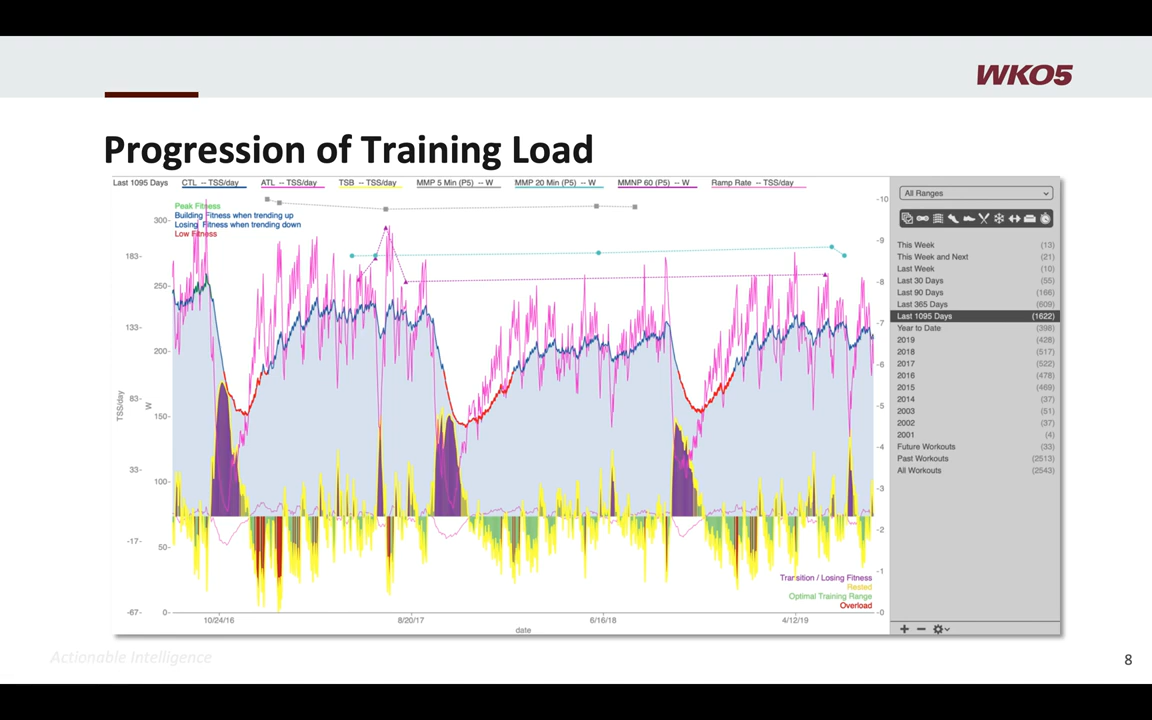 WKO5
Progression of Training Load
Last 1095 Days CTL -- TSS/day ATL -- TSS/day TSB -- TSS/day MMP 5 Min (P5) -- W MMP 20 Min (P5) -- W MMNP 60 (P5) -- W Ramp Rate -- TSS/day
Peak Fitness
Building Fitness when trending up
Losing Fitness when trending down
Low Fitness
300-
183-
250-
133-
200-
83-
150-
33-
100-
-17-
50-
-67-
0-
TSS/day
W
-10
-9
-8
-7
-6
-5
-4
-3
-2
-1
-0
Transition / Losing Fitness
Rested
Optimal Training Range
Overload
10/24/16 8/20/17 6/16/18 4/12/19
date
All Ranges
This Week (13)
This Week and Next (21)
Last Week (10)
Last 30 Days (55)
Last 90 Days (166)
Last 365 Days (609)
Last 1095 Days (1622)
Year to Date (398)
2019 (428)
2018 (517)
2017 (522)
2016 (478)
2015 (469)
2014 (37)
2003 (51)
2002 (37)
2001 (4)
Future Workouts (33)
Past Workouts (2513)
All Workouts (2543)
Actionable Intelligence
8